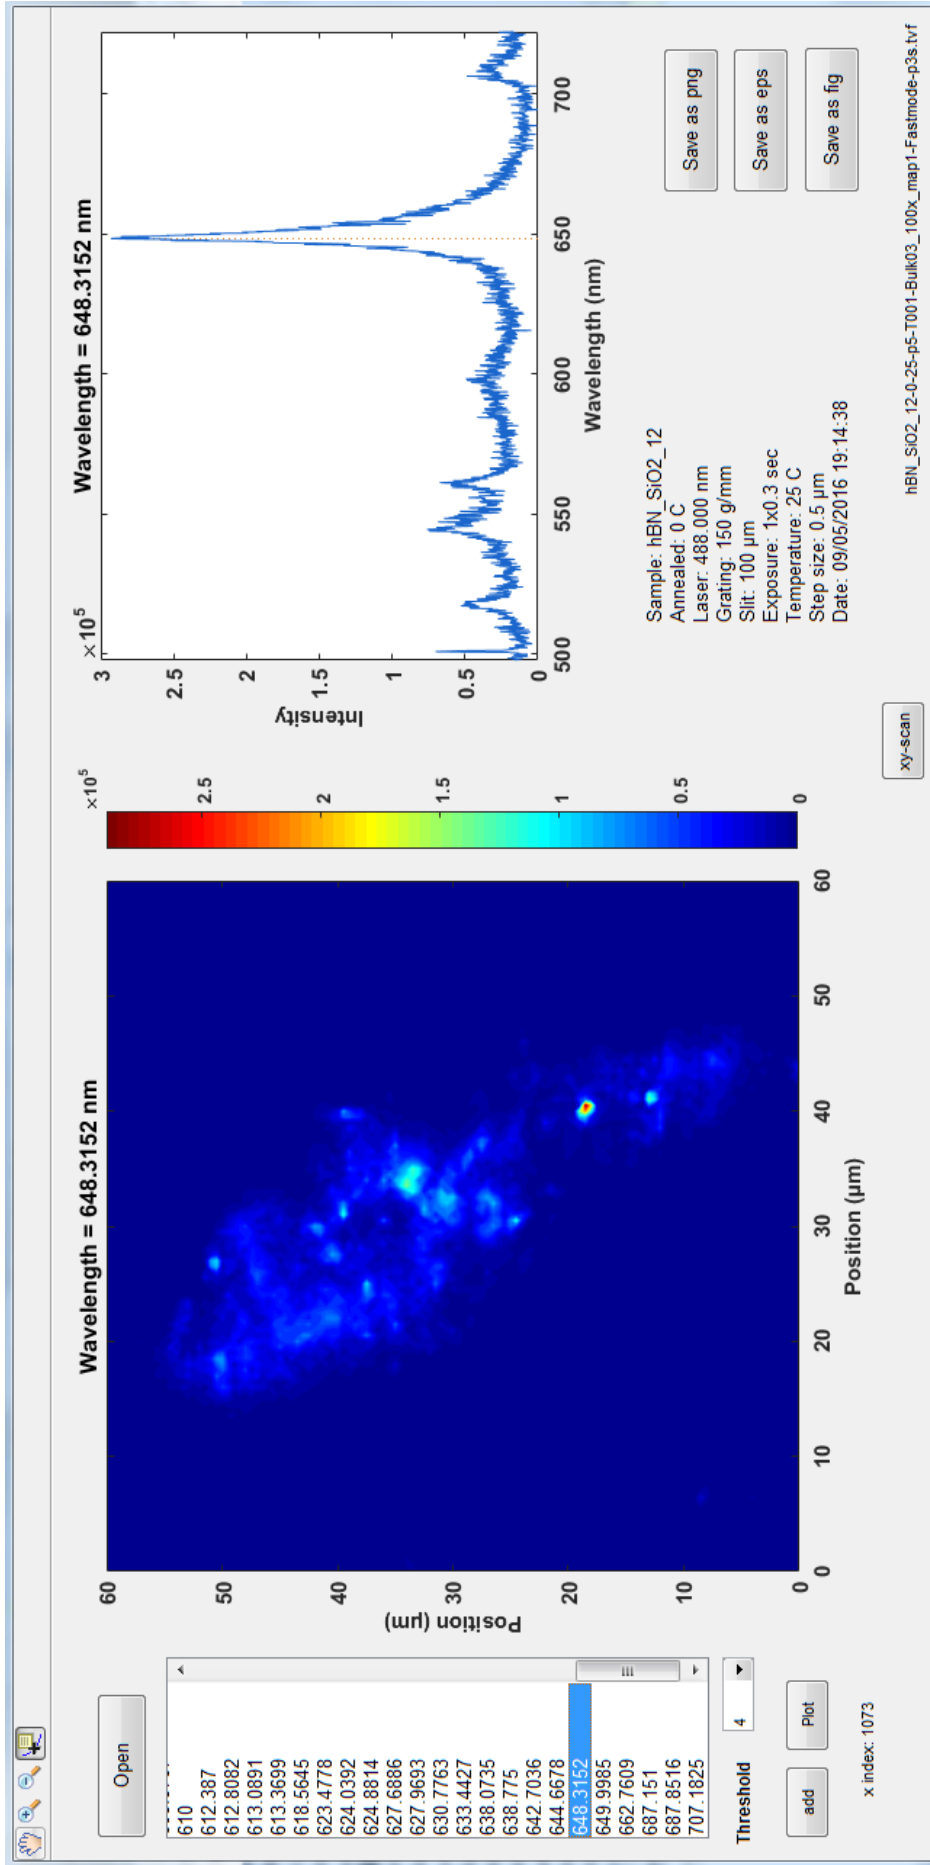 Open
610
612.387
612.8082
613.0891
613.3699
618.5645
623.4778
624.0392
624.8814
627.6886
627.9693
630.7763
633.4427
638.0735
638.775
642.7036
644.6678
648.3152
649.9985
662.7609
687.151
687.8516
707.1825
Threshold
4
add
Plot
x index: 1073
Wavelength = 648.3152 nm
Position (µm)
60
50
40
30
20
10
0
0
10
20
30
40
50
60
Position (µm)
×10^5
2.5
2
1.5
1
0.5
0
xy-scan
Wavelength = 648.3152 nm
×10^5
Intensity
3
2.5
2
1.5
1
0.5
0
500
550
600
650
700
Wavelength (nm)
Sample: hBN_SiO2_12
Annealed: 0 C
Laser: 488.000 nm
Grating: 150 g/mm
Slit: 100 µm
Exposure: 1x0.3 sec
Temperature: 25 C
Step size: 0.5 µm
Date: 09/05/2016 19:14:38
Save as png
Save as eps
Save as fig
hBN_SiO2_12-0-25-p5-T001-Bulk03_100x_map1-Fastmode-p3s.tvf